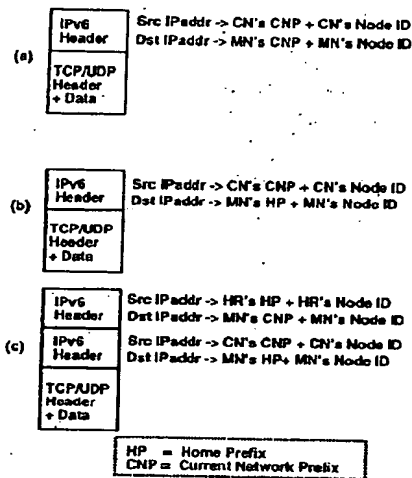 (a)
IPv6
Header
Src IPaddr -> CN's CNP + CN's Node ID
Dst IPaddr -> MN's CNP + MN's Node ID
TCP/UDP
Header
+ Data
(b)
IPv6
Header
Src IPaddr -> CN's CNP + CN's Node ID
Dst IPaddr -> MN's HP + MN's Node ID
TCP/UDP
Header
+ Data
(c)
IPv6
Header
Src IPaddr -> HR's HP + HR's Node ID
Dst IPaddr -> MN's CNP + MN's Node ID
IPv6
Header
Src IPaddr -> CN's CNP + CN's Node ID
Dst IPaddr -> MN's HP+ MN's Node ID
TCP/UDP
Header
+ Data
HP = Home Prefix
CNP = Current Network Prefix